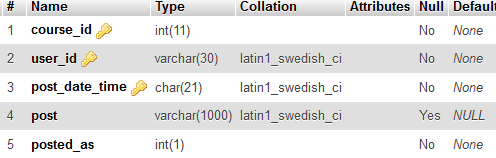 # Name Type Collation Attributes Null Default
1 course_id int(11) No None
2 user_id varchar(30) latin1_swedish_ci No None
3 post_date_time char(21) latin1_swedish_ci No None
4 post varchar(1000) latin1_swedish_ci Yes NULL
5 posted_as int(1) No None